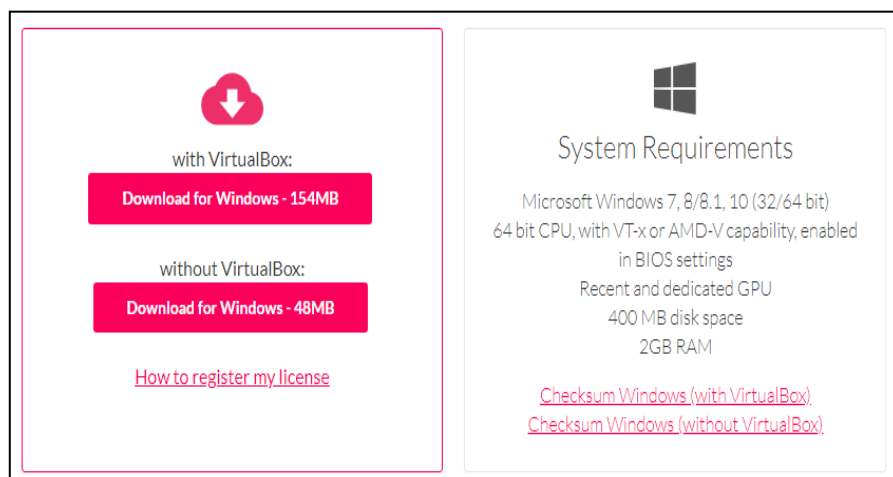 with VirtualBox:
Download for Windows - 154MB
without VirtualBox:
Download for Windows - 48MB
How to register my license
System Requirements
Microsoft Windows 7, 8/8.1, 10 (32/64 bit)
64 bit CPU, with VT-x or AMD-V capability, enabled
in BIOS settings
Recent and dedicated GPU
400 MB disk space
2GB RAM
Checksum Windows (with VirtualBox)
Checksum Windows (without VirtualBox)